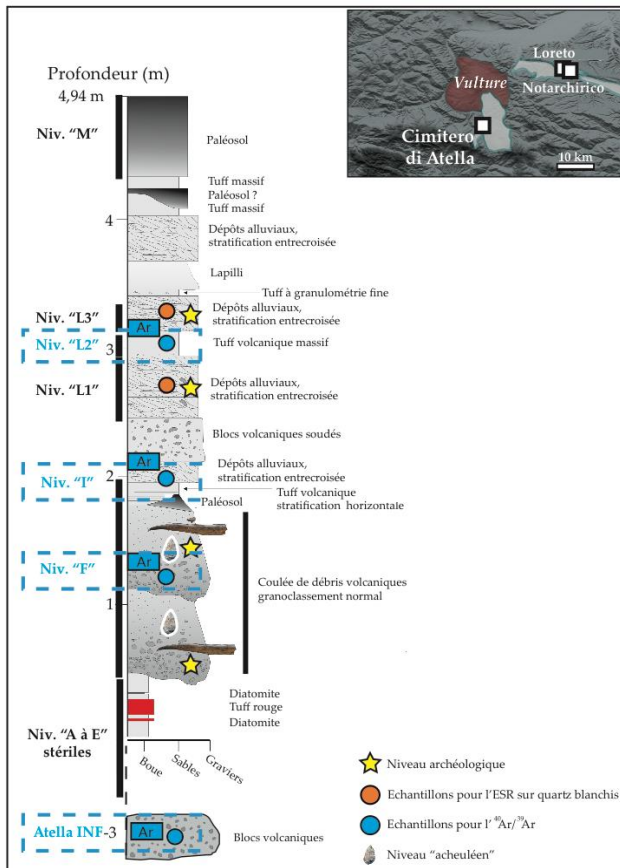 Profondeur (m)
4,94 m
Loreto
Notarchirico
Vulture
Cimitero
di Atella
10 km
Niv. "M"
Paléosol
Tuff massif
Paléosol ?
Tuff massif
4
Dépôts alluviaux,
stratification entrecroisée
Lapilli
Tuff à granulométrie fine
Niv. "L3"
Dépôts alluviaux,
stratification entrecroisée
Ar
Niv. "L2"
3
Tuff volcanique massif
Niv. "L1"
Dépôts alluviaux,
stratification entrecroisée
Blocs volcaniques soudés
Ar
2
Dépôts alluviaux,
stratification entrecroisée
Niv. "I"
Tuff volcanique
stratification horizontale
Paléosol
Ar
Niv. "F"
Coulée de débris volcaniques
granoclassement normal
1
Diatomite
Tuff rouge
Diatomite
Niv. "A à E"
stériles
Boue
Sables
Graviers
Niveau archéologique
Echantillons pour l'ESR sur quartz blanchis
Echantillons pour l' ⁴⁰Ar/³⁹Ar
Niveau "acheuléen"
Atella INF
-3
Ar
Blocs volcaniques